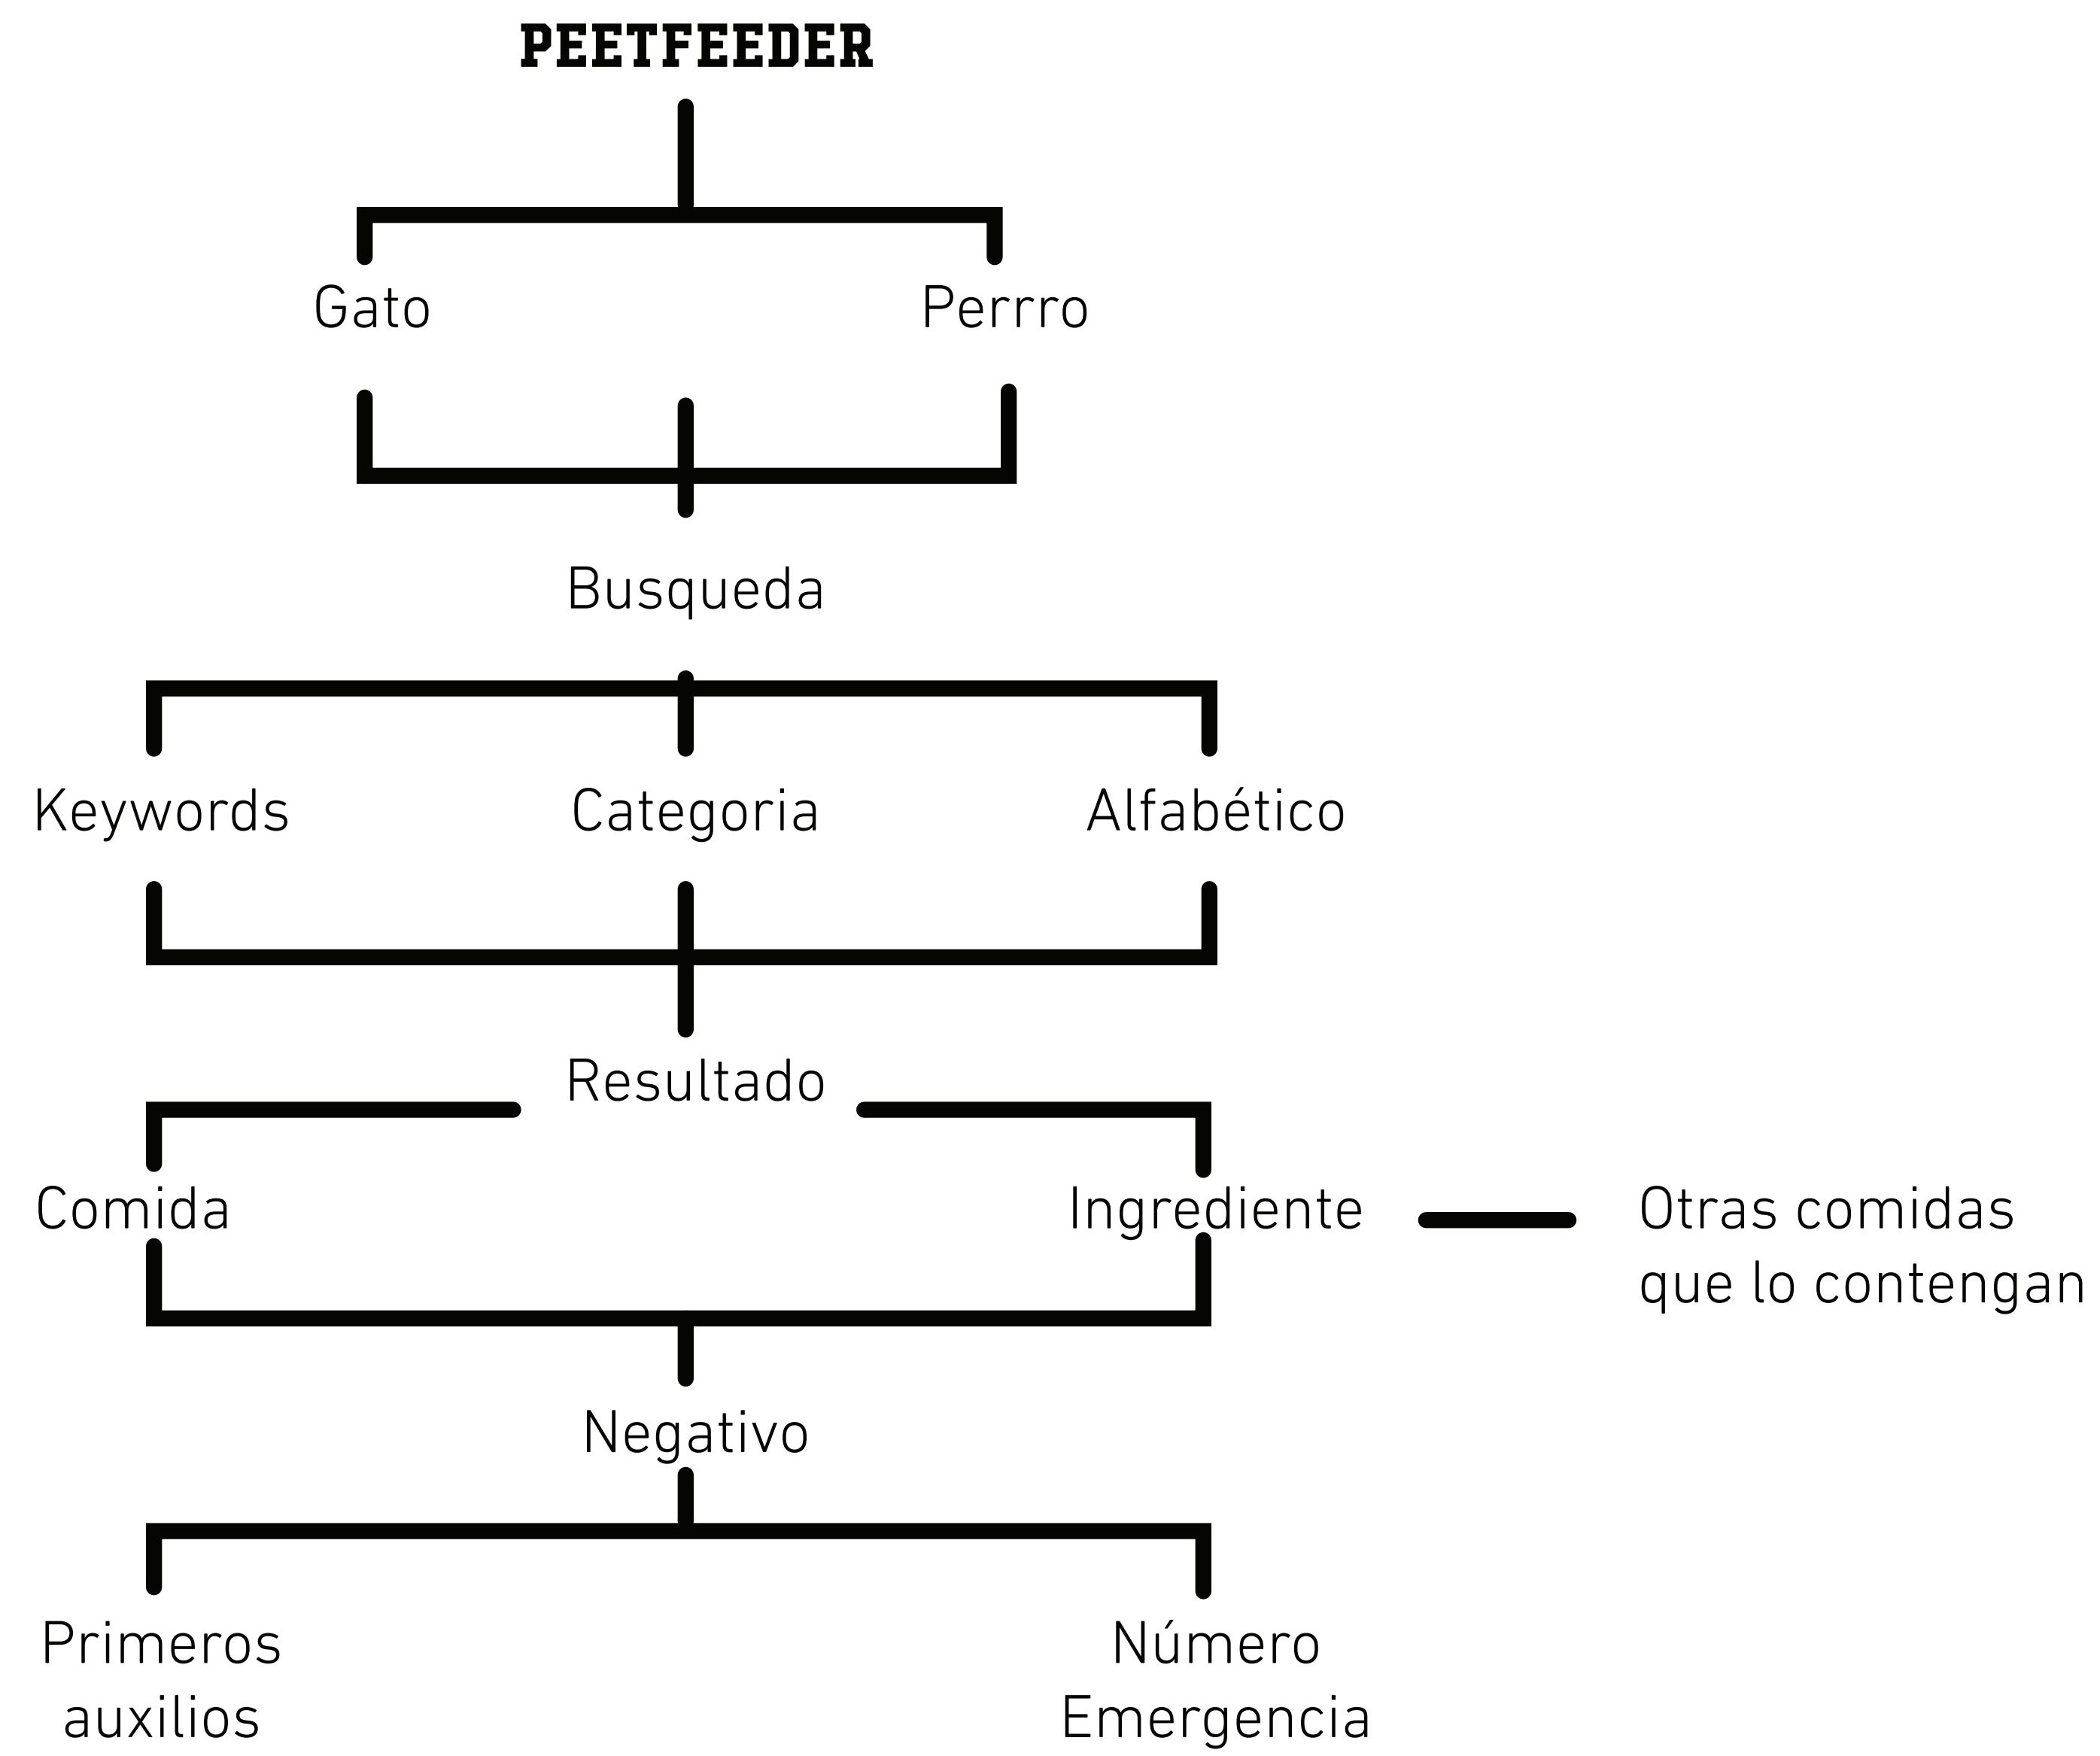 PEETFEEDER
Gato
Perro
Busqueda
Keywords
Categoria
Alfabético
Resultado
Comida
Ingrediente
Otras comidas
que lo contengan
Negativo
Primeros
auxilios
Número
Emergencia